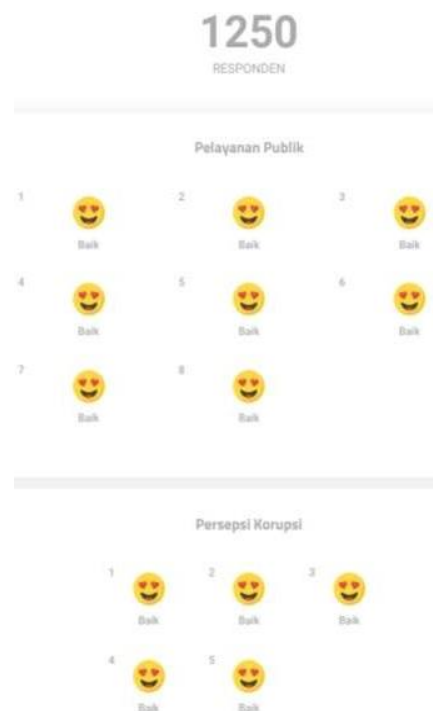 1250
RESPONDEN
Pelayanan Publik
1 2 3
Baik Baik Baik
4 5 6
Baik Baik Baik
7 8
Baik Baik
Persepsi Korupsi
1 2 3
Baik Baik Baik
4 5
Baik Baik